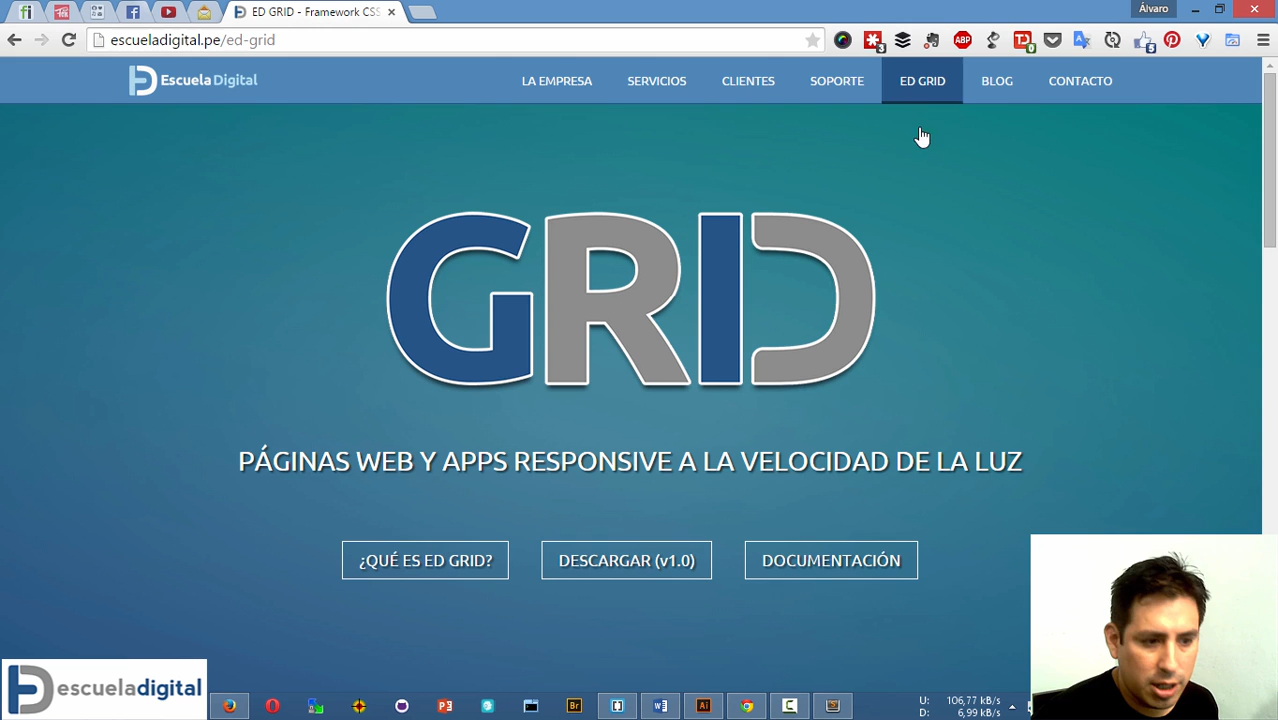 ED GRID - Framework CSS
Álvaro
escueladigital.pe/ed-grid
Escuela Digital
LA EMPRESA
SERVICIOS
CLIENTES
SOPORTE
ED GRID
BLOG
CONTACTO
GRID
PÁGINAS WEB Y APPS RESPONSIVE A LA VELOCIDAD DE LA LUZ
¿QUÉ ES ED GRID?
DESCARGAR (v1.0)
DOCUMENTACIÓN
escueladigital
U: 106,77 kB/s
D: 6,99 kB/s